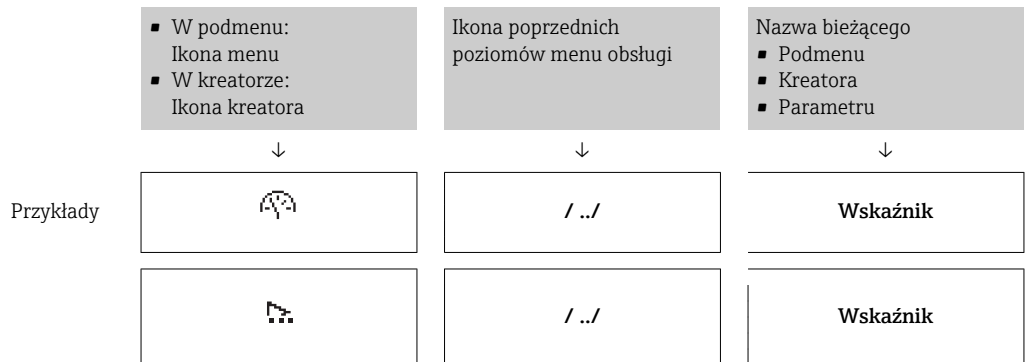 ▪ W podmenu:
Ikona menu
▪ W kreatorze:
Ikona kreatora
Ikona poprzednich
poziomów menu obsługi
Nazwa bieżącego
▪ Podmenu
▪ Kreatora
▪ Parametru
↓ ↓ ↓
Przykłady / ../ Wskaźnik
/ ../ Wskaźnik